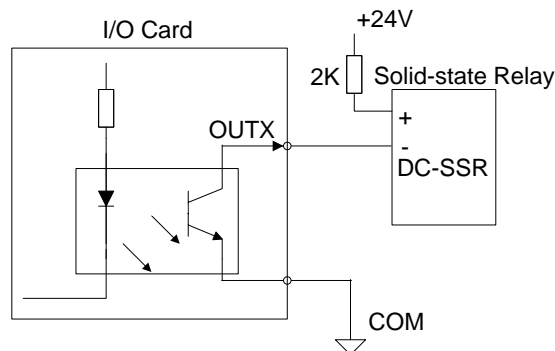 I/O Card
+24V
2K
Solid-state Relay
OUTX
+
-
DC-SSR
COM